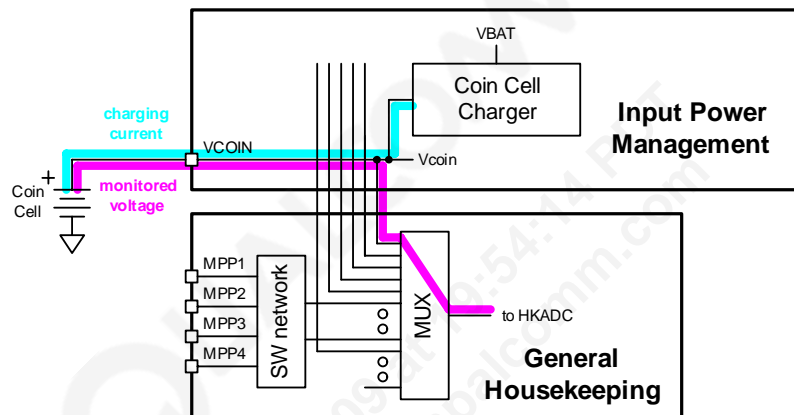 VBAT
Coin Cell
Charger
Input Power
Management
charging
current
VCOIN
Vcoin
+
Coin
Cell
monitored
voltage
MPP1
MPP2
MPP3
MPP4
SW network
MUX
to HKADC
General
Housekeeping